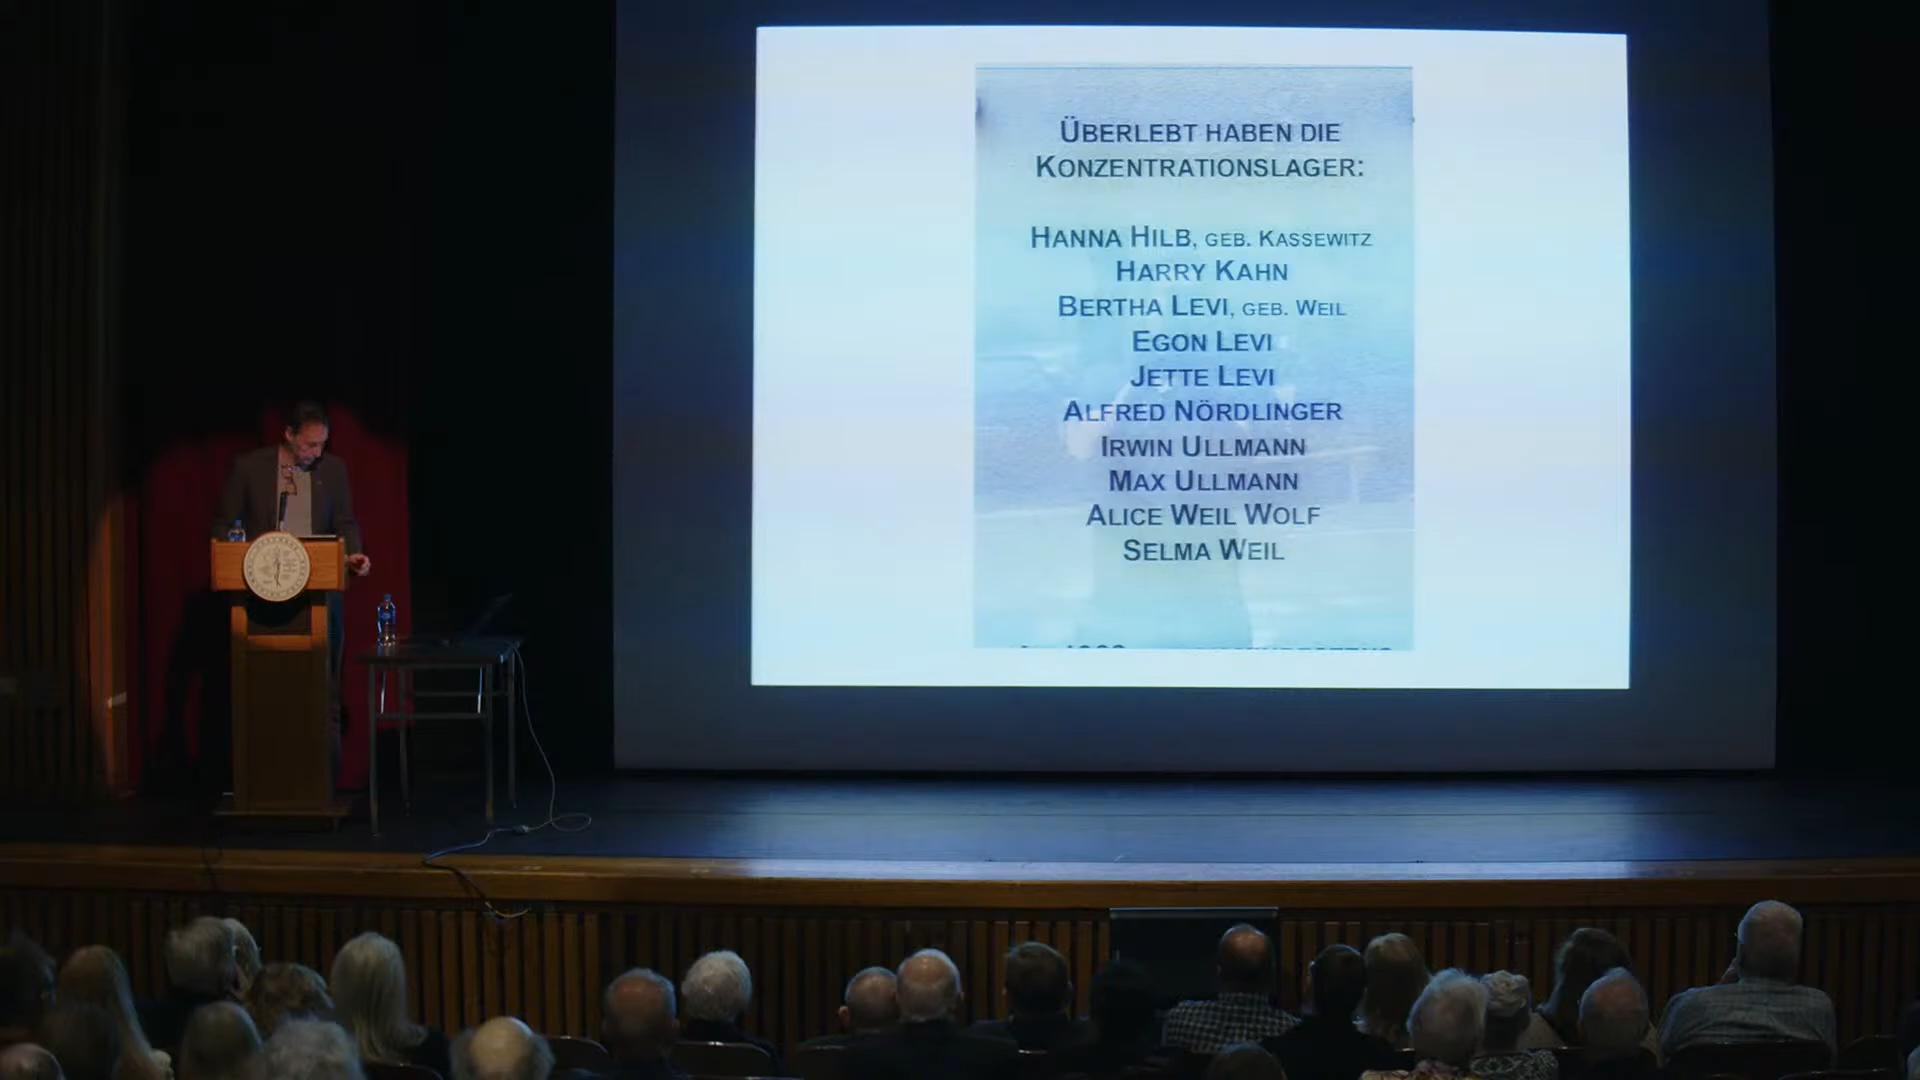 ÜBERLEBT HABEN DIE
KONZENTRATIONSLAGER:
HANNA HILB, GEB. KASSEWITZ
HARRY KAHN
BERTHA LEVI, GEB. WEIL
EGON LEVI
JETTE LEVI
ALFRED NÖRDLINGER
IRWIN ULLMANN
MAX ULLMANN
ALICE WEIL WOLF
SELMA WEIL